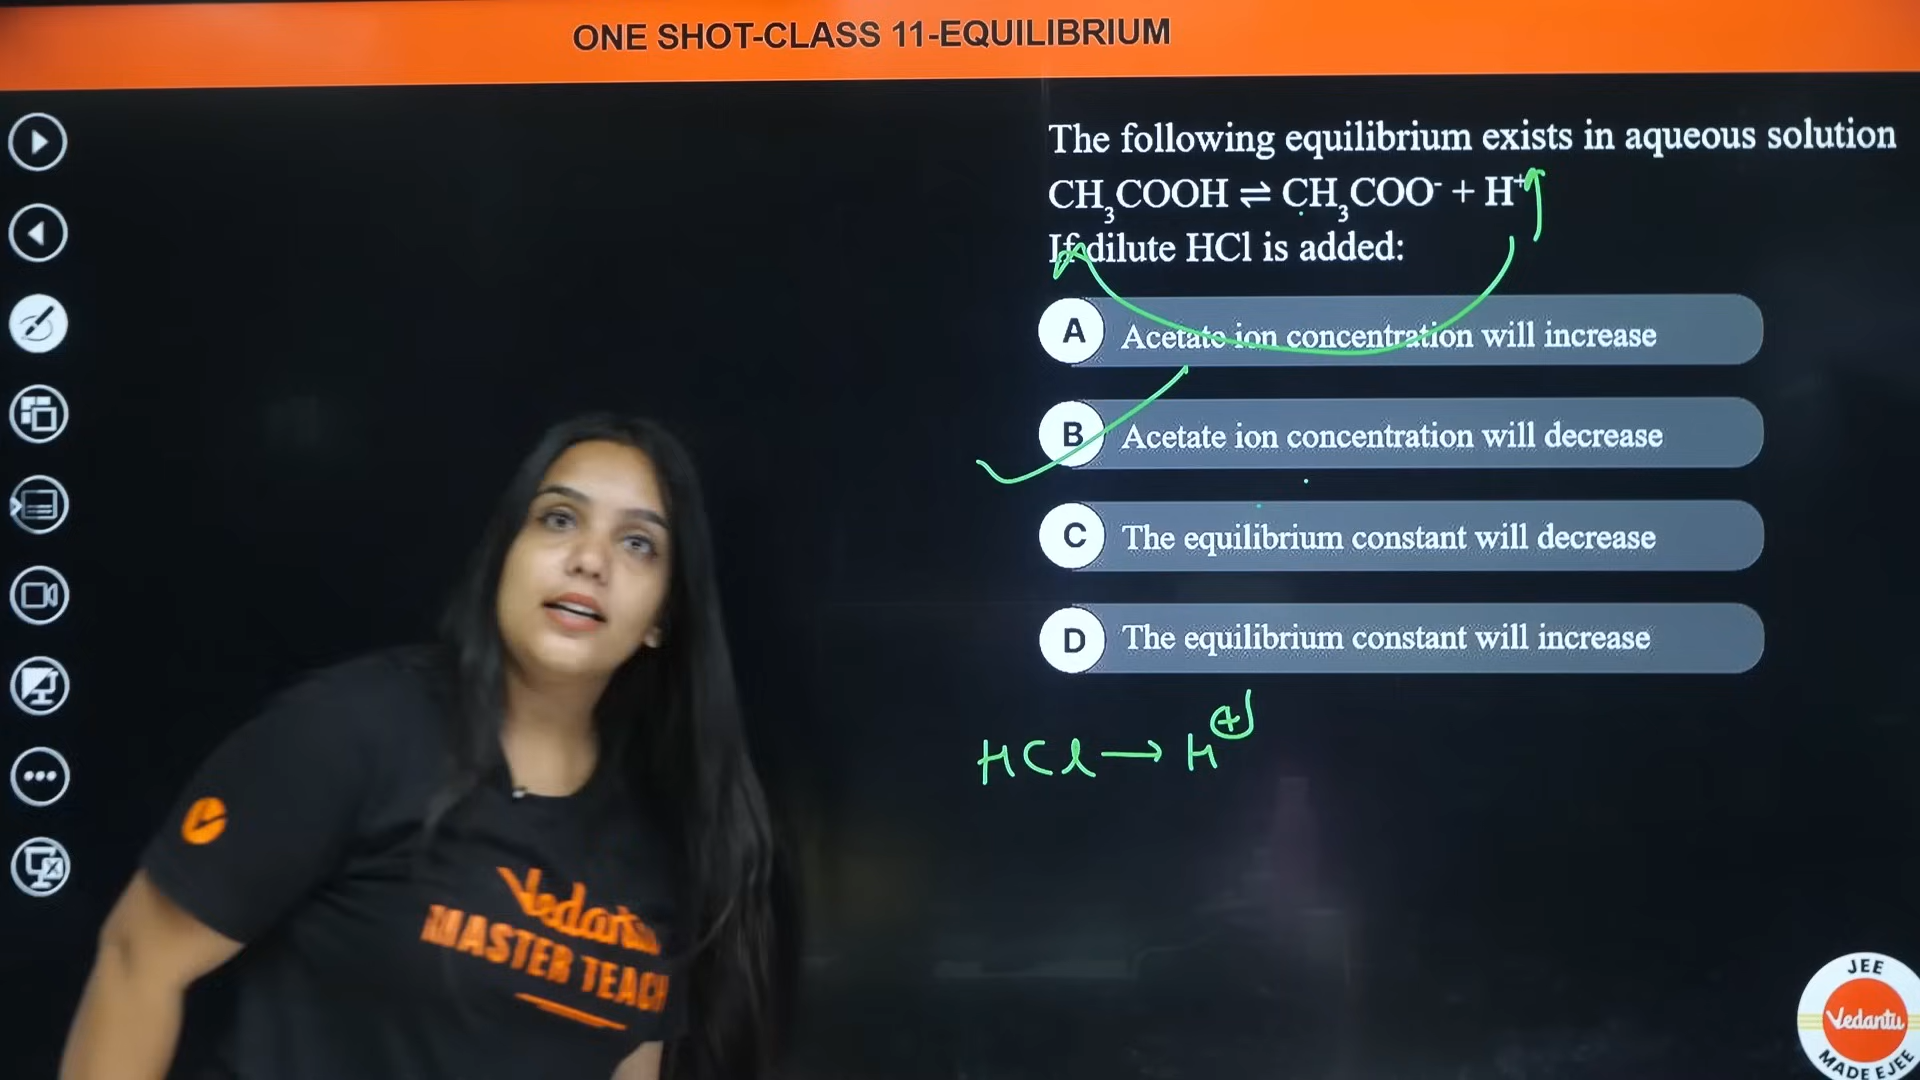 ONE SHOT-CLASS 11-EQUILIBRIUM
The following equilibrium exists in aqueous solution
CH₃COOH ⇌ CH₃COO⁻ + H⁺
If dilute HCl is added:
A Acetate ion concentration will increase
B Acetate ion concentration will decrease
C The equilibrium constant will decrease
D The equilibrium constant will increase
HCl → H⊕
Vedantu
MASTER TEACH
JEE
Vedantu
MADE EJEE